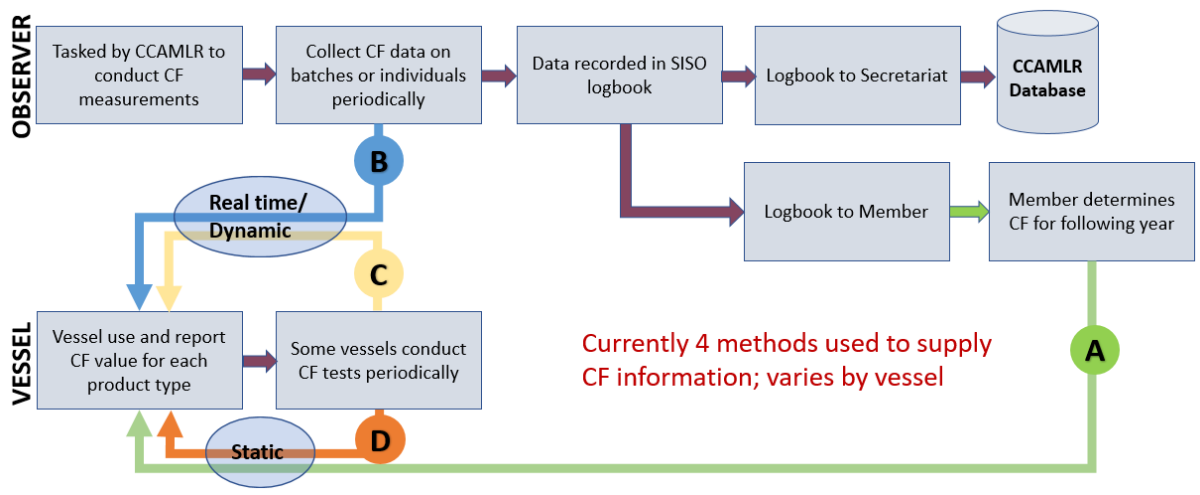 OBSERVER
Tasked by CCAMLR to
conduct CF
measurements
Collect CF data on
batches or individuals
periodically
Data recorded in SISO
logbook
Logbook to Secretariat
CCAMLR
Database
B
Real time/
Dynamic
Logbook to Member
Member determines
CF for following year
C
VESSEL
Vessel use and report
CF value for each
product type
Some vessels conduct
CF tests periodically
Currently 4 methods used to supply
CF information; varies by vessel
A
D
Static